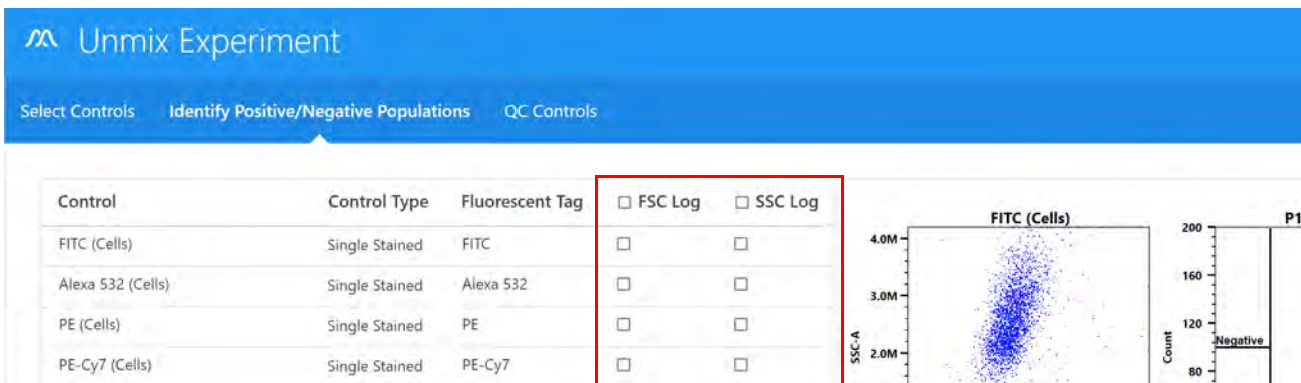 Unmix Experiment
Select Controls Identify Positive/Negative Populations QC Controls
Control Control Type Fluorescent Tag FSC Log SSC Log
FITC (Cells) Single Stained FITC
Alexa 532 (Cells) Single Stained Alexa 532
PE (Cells) Single Stained PE
PE-Cy7 (Cells) Single Stained PE-Cy7
FITC (Cells)
4.0M
3.0M
2.0M
SSC-A
P1
200
160
120
80
Count
Negative